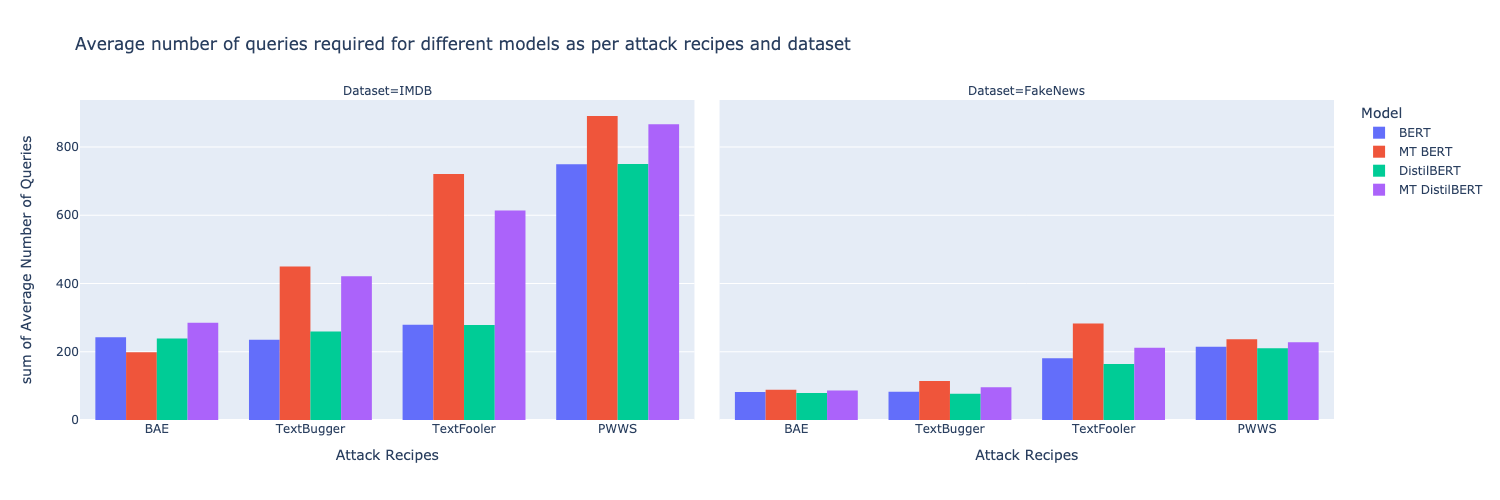 Average number of queries required for different models as per attack recipes and dataset
Dataset=IMDB
Dataset=FakeNews
Model
BERT
MT BERT
DistilBERT
MT DistilBERT
sum of Average Number of Queries
800
600
400
200
0
BAE
TextBugger
TextFooler
PWWS
BAE
TextBugger
TextFooler
PWWS
Attack Recipes
Attack Recipes